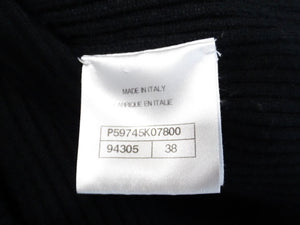 MADE IN ITALY
FABRIQUE EN ITALIE
P59745K07800
94305 38